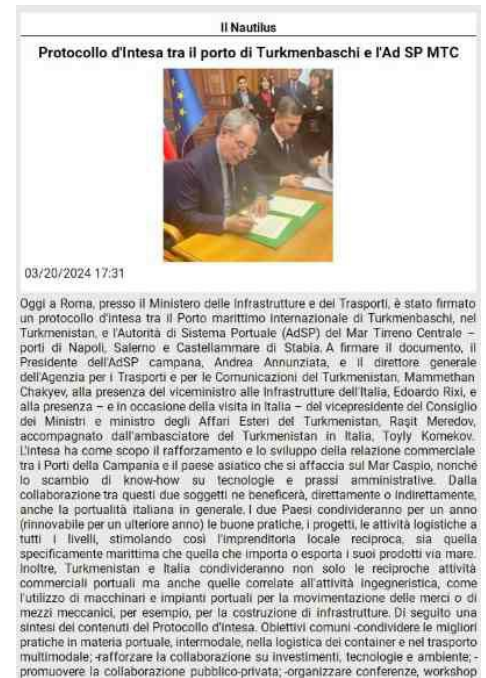 Il Nautilus
Protocollo d'Intesa tra il porto di Turkmenbaschi e l'Ad SP MTC
03/20/2024 17:31
Oggi a Roma, presso il Ministero delle Infrastrutture e dei Trasporti, è stato firmato
un protocollo d'intesa tra il Porto marittimo internazionale di Turkmenbaschi, nel
Turkmenistan, e l'Autorità di Sistema Portuale (AdSP) del Mar Tirreno Centrale –
porti di Napoli, Salerno e Castellammare di Stabia. A firmare il documento, il
Presidente dell'AdSP campana, Andrea Annunziata, e il direttore generale
dell'Agenzia per i Trasporti e per le Comunicazioni del Turkmenistan, Mammethan
Chakyev, alla presenza del viceministro alle Infrastrutture dell'Italia, Edoardo Rixi, e
alla presenza – e in occasione della visita in Italia – del vicepresidente del Consiglio
dei Ministri e ministro degli Affari Esteri del Turkmenistan, Raşit Meredov,
accompagnato dall'ambasciatore del Turkmenistan in Italia, Toyly Komekov.
L'intesa ha come scopo il rafforzamento e lo sviluppo della relazione commerciale
tra i Porti della Campania e il paese asiatico che si affaccia sul Mar Caspio, nonché
lo scambio di know-how su tecnologie e prassi amministrative. Dalla
collaborazione tra questi due soggetti ne beneficerà, direttamente o indirettamente,
anche la portualità italiana in generale. I due Paesi condivideranno per un anno
(rinnovabile per un ulteriore anno) le buone pratiche, i progetti, le attività logistiche a
tutti i livelli, stimolando così l'imprenditoria locale reciproca, sia quella
specificamente marittima che quella che importa o esporta i suoi prodotti via mare.
Inoltre, Turkmenistan e Italia condivideranno non solo le reciproche attività
commerciali portuali ma anche quelle correlate all'attività ingegneristica, come
l'utilizzo di macchinari e impianti portuali per la movimentazione delle merci o di
mezzi meccanici, per esempio, per la costruzione di infrastrutture. Di seguito una
sintesi dei contenuti del Protocollo d'Intesa. Obiettivi comuni -condividere le migliori
pratiche in materia portuale, intermodale, nella logistica dei container e nel trasporto
multimodale; -rafforzare la collaborazione su investimenti, tecnologie e ambiente; -
promuovere la collaborazione pubblico-privata; -organizzare conferenze, workshop